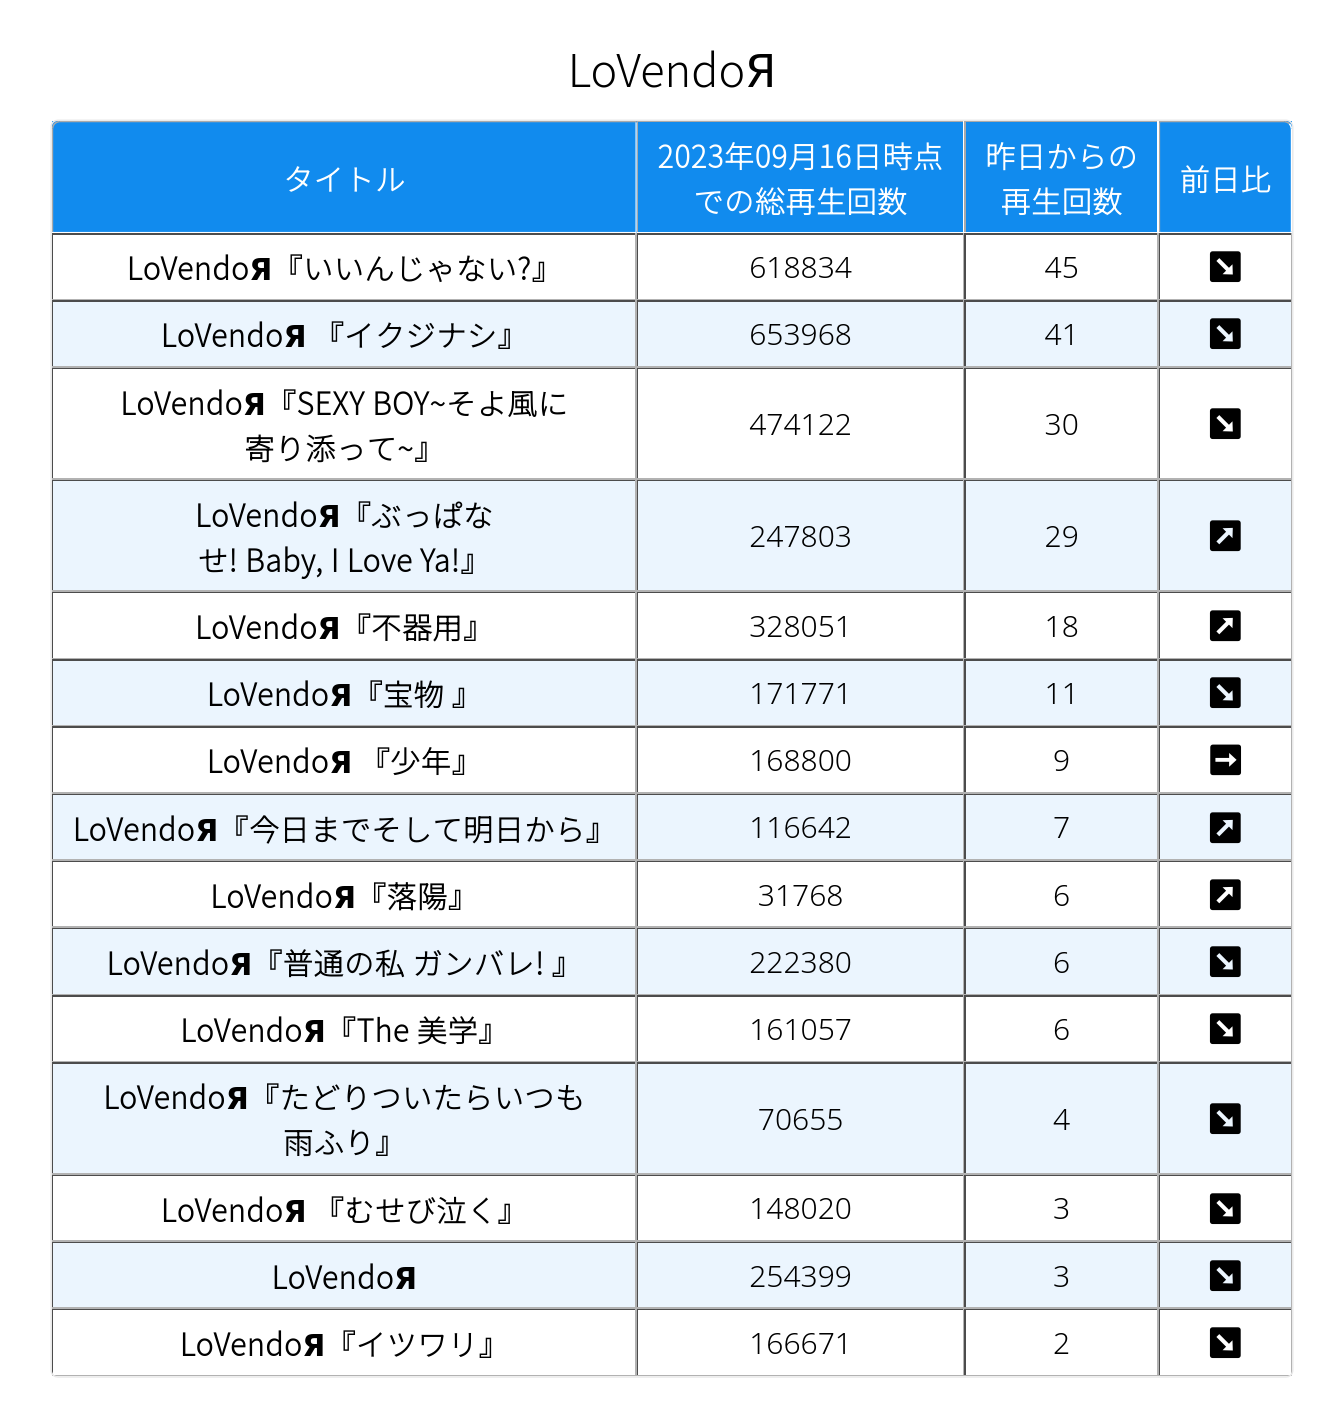 LoVendoЯ
タイトル
2023年09月16日時点
での総再生回数
昨日からの
再生回数
前日比
LoVendoЯ『いいんじゃない?』
618834
45
LoVendoЯ 『イクジナシ』
653968
41
LoVendoЯ『SEXY BOY~そよ風に
寄り添って~』
474122
30
LoVendoЯ『ぶっぱな
せ! Baby, I Love Ya!』
247803
29
LoVendoЯ『不器用』
328051
18
LoVendoЯ『宝物 』
171771
11
LoVendoЯ 『少年』
168800
9
LoVendoЯ『今日までそして明日から』
116642
7
LoVendoЯ『落陽』
31768
6
LoVendoЯ『普通の私 ガンバレ! 』
222380
6
LoVendoЯ『The 美学』
161057
6
LoVendoЯ『たどりついたらいつも
雨ふり』
70655
4
LoVendoЯ 『むせび泣く』
148020
3
LoVendoЯ
254399
3
LoVendoЯ『イツワリ』
166671
2